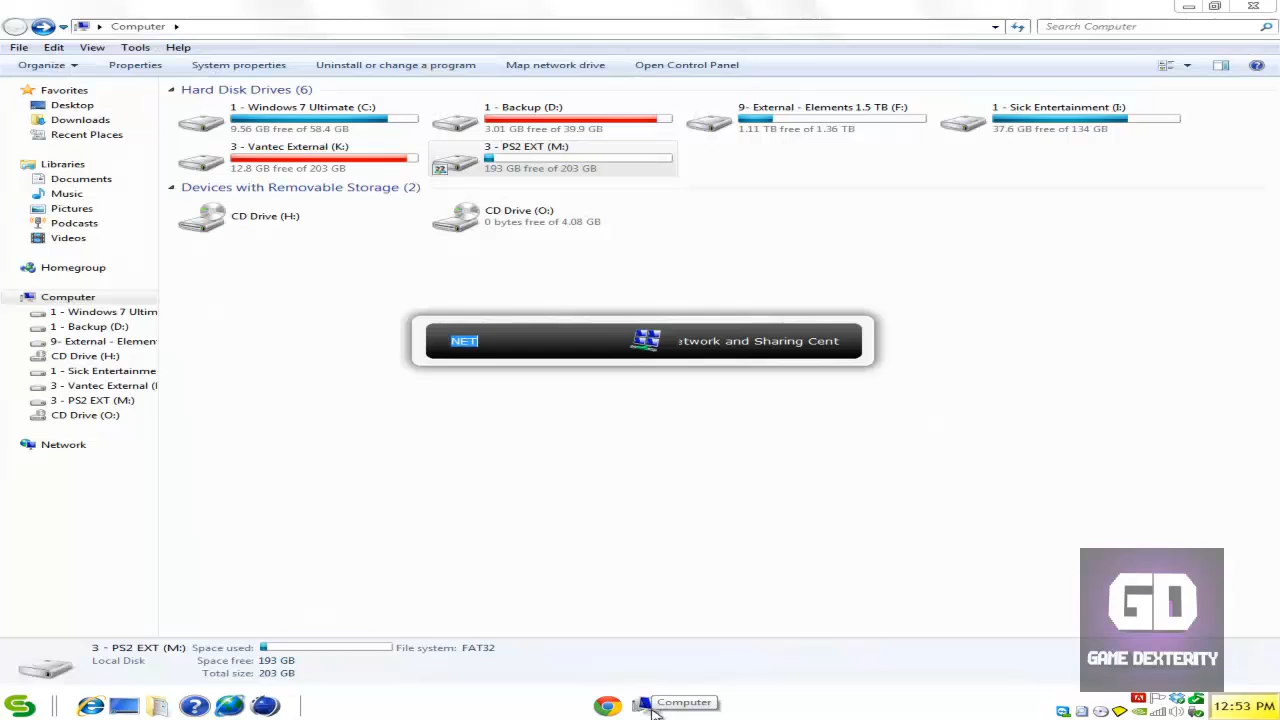 Computer
Search Computer
File Edit View Tools Help
Organize Properties System properties Uninstall or change a program Map network drive Open Control Panel
Favorites
Desktop
Downloads
Recent Places
Libraries
Documents
Music
Pictures
Podcasts
Videos
Homegroup
Computer
1 - Windows 7 Ultim
1 - Backup (D:)
9- External - Elemen
CD Drive (H:)
1 - Sick Entertainme
3 - Vantec External (
3 - PS2 EXT (M:)
CD Drive (O:)
Network
Hard Disk Drives (6)
1 - Windows 7 Ultimate (C:)
9.56 GB free of 58.4 GB
1 - Backup (D:)
3.01 GB free of 39.9 GB
9- External - Elements 1.5 TB (F:)
1.11 TB free of 1.36 TB
1 - Sick Entertainment (I:)
37.6 GB free of 134 GB
3 - Vantec External (K:)
12.8 GB free of 203 GB
3 - PS2 EXT (M:)
193 GB free of 203 GB
Devices with Removable Storage (2)
CD Drive (H:)
CD Drive (O:)
0 bytes free of 4.08 GB
NET
etwork and Sharing Cent
3 - PS2 EXT (M:) Space used: File system: FAT32
Local Disk Space free: 193 GB
Total size: 203 GB
GD
GAME DEXTERITY
Computer
12:53 PM